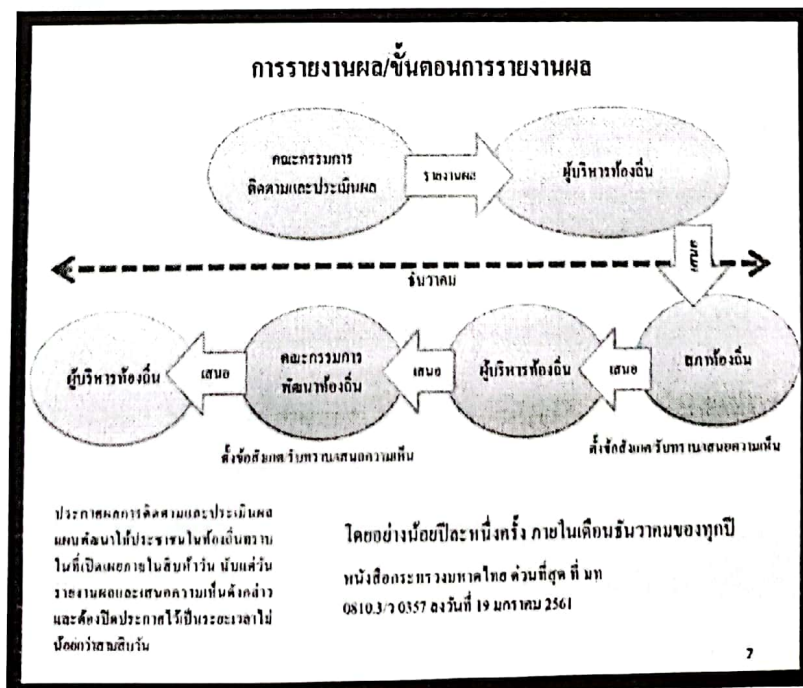 การรายงานผล/ขั้นตอนการรายงานผล
คณะกรรมการ
ติดตามและประเมินผล
รายงานผล
ผู้บริหารท้องถิ่น
เสนอ
ธันวาคม
ผู้บริหารท้องถิ่น
เสนอ
คณะกรรมการ
พัฒนาท้องถิ่น
เสนอ
ผู้บริหารท้องถิ่น
เสนอ
สภาท้องถิ่น
ตั้งข้อสังเกต/รับทราบ/เสนอความเห็น
ตั้งข้อสังเกต/รับทราบ/เสนอความเห็น
ประกาศผลการติดตามและประเมินผล
แผนพัฒนาให้ประชาชนในท้องถิ่นทราบ
ในที่เปิดเผยภายในสิบห้าวัน นับแต่วัน
รายงานผลและเสนอความเห็นดังกล่าว
และต้องปิดประกาศไว้เป็นระยะเวลาไม่
น้อยกว่าสามสิบวัน
โดยอย่างน้อยปีละหนึ่งครั้ง ภายในเดือนธันวาคมของทุกปี
หนังสือกระทรวงมหาดไทย ด่วนที่สุด ที่ มท
0810.3/ว 0357 ลงวันที่ 19 มกราคม 2561
7